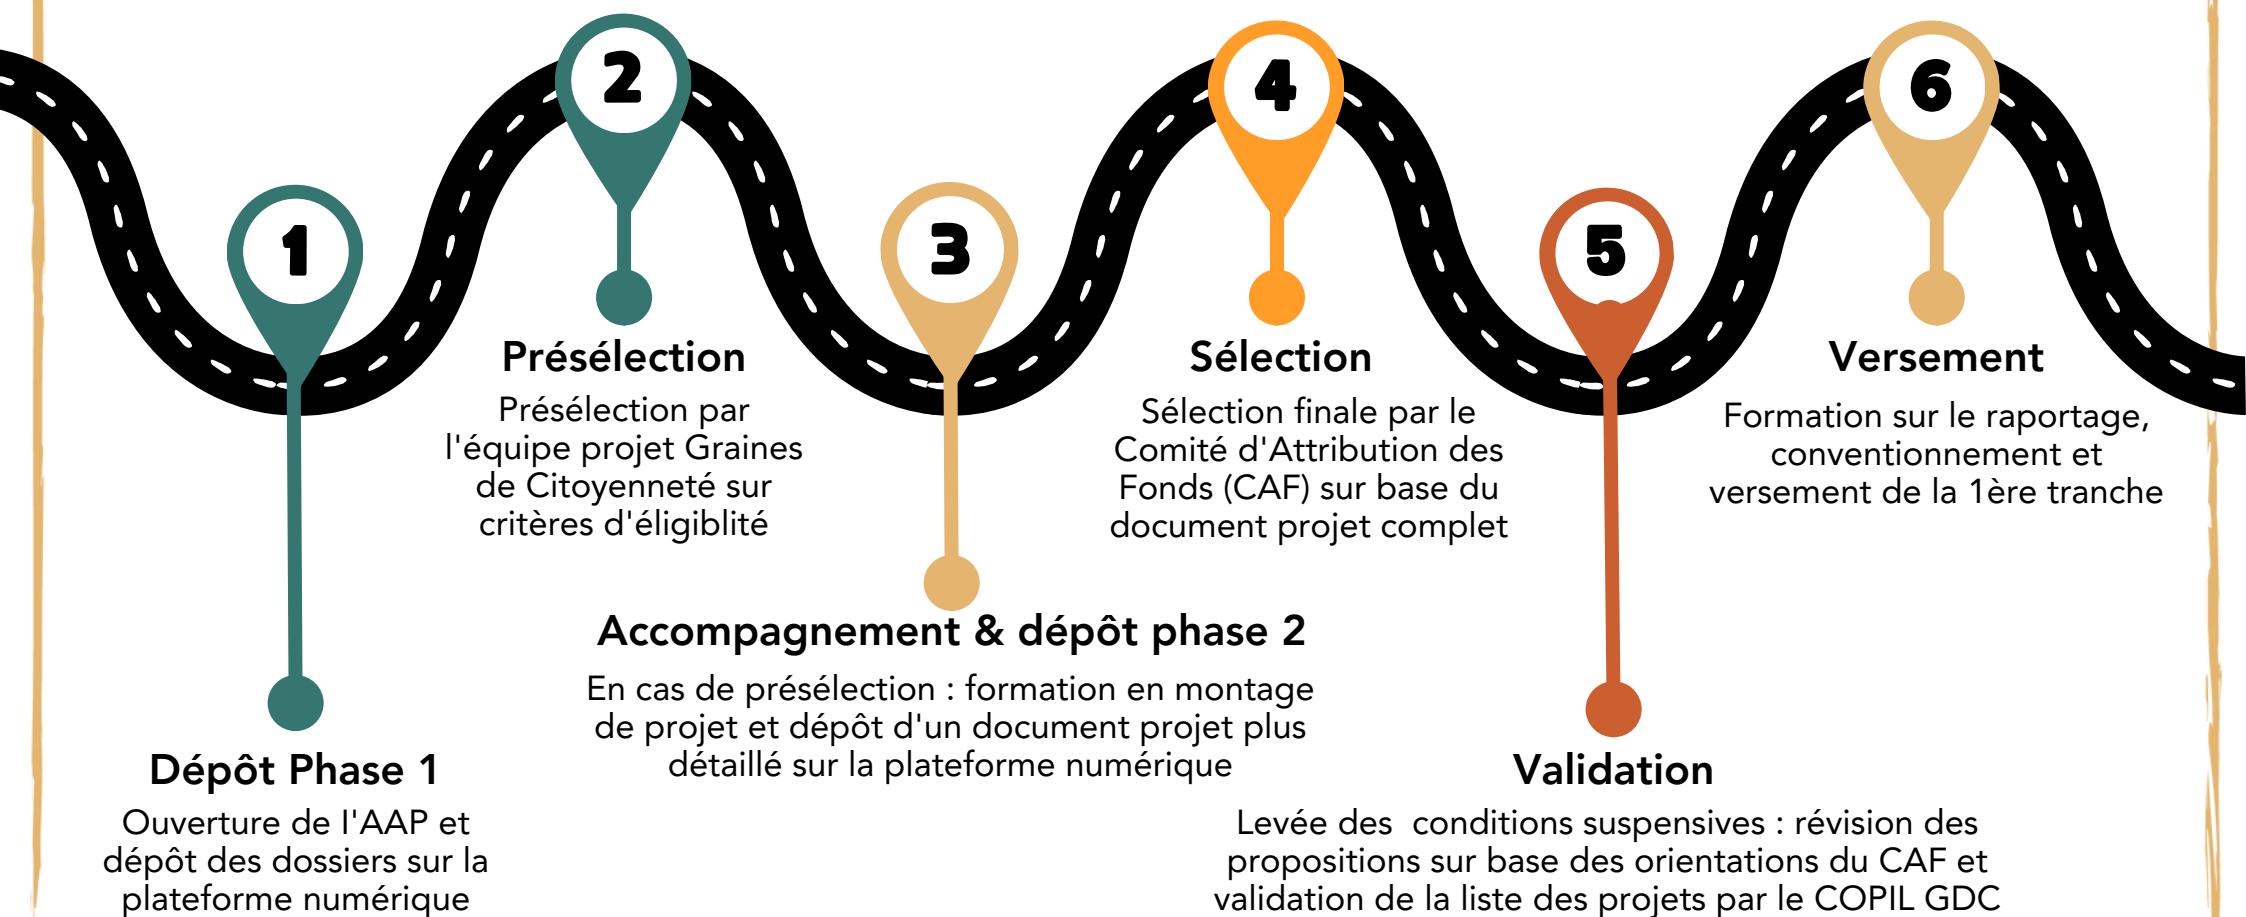 1
Dépôt Phase 1
Ouverture de l'AAP et
dépôt des dossiers sur la
plateforme numérique
2
Présélection
Présélection par
l'équipe projet Graines
de Citoyenneté sur
critères d'éligiblité
3
Accompagnement & dépôt phase 2
En cas de présélection : formation en montage
de projet et dépôt d'un document projet plus
détaillé sur la plateforme numérique
4
Sélection
Sélection finale par le
Comité d'Attribution des
Fonds (CAF) sur base du
document projet complet
5
Validation
Levée des  conditions suspensives : révision des
propositions sur base des orientations du CAF et
validation de la liste des projets par le COPIL GDC
6
Versement
Formation sur le raportage,
conventionnement et
versement de la 1ère tranche